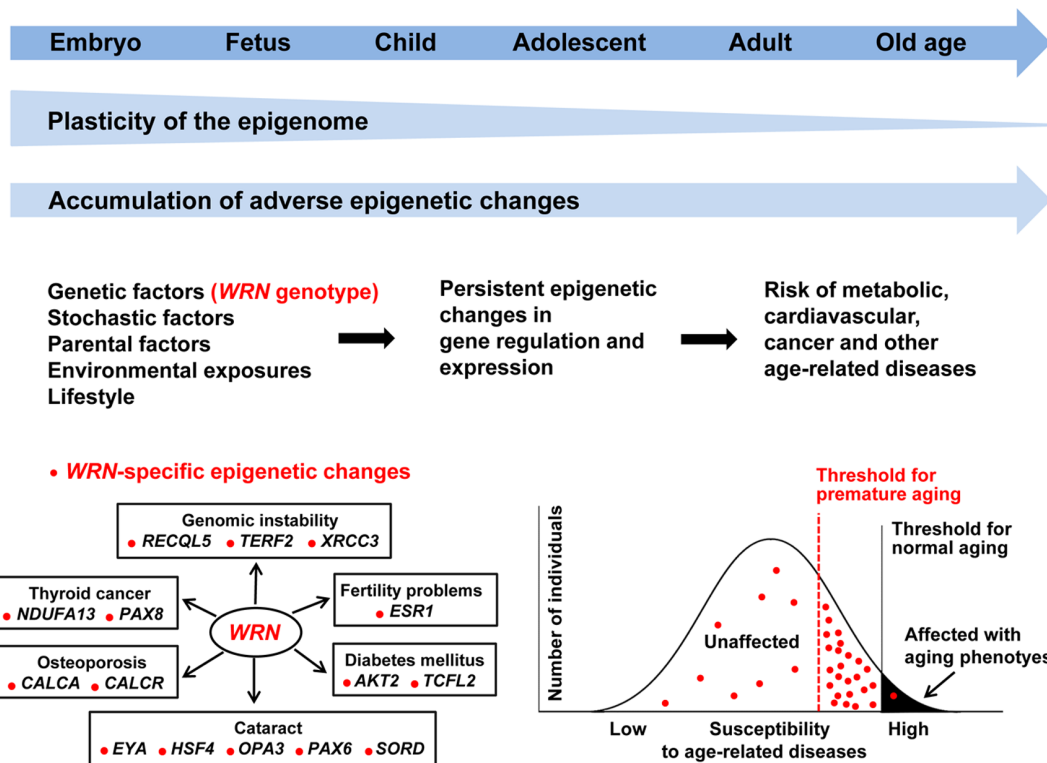 Embryo Fetus Child Adolescent Adult Old age
Plasticity of the epigenome
Accumulation of adverse epigenetic changes
Genetic factors (WRN genotype)
Stochastic factors
Parental factors
Environmental exposures
Lifestyle
Persistent epigenetic
changes in
gene regulation and
expression
Risk of metabolic,
cardiavascular,
cancer and other
age-related diseases
• WRN-specific epigenetic changes
Genomic instability
• RECQL5 • TERF2 • XRCC3
Thyroid cancer
• NDUFA13 • PAX8
Fertility problems
• ESR1
WRN
Osteoporosis
• CALCA • CALCR
Diabetes mellitus
• AKT2 • TCFL2
Cataract
• EYA • HSF4 • OPA3 • PAX6 • SORD
Threshold for
premature aging
Threshold for
normal aging
Number of individuals
Unaffected
Affected with
aging phenotyes
Low Susceptibility High
to age-related diseases